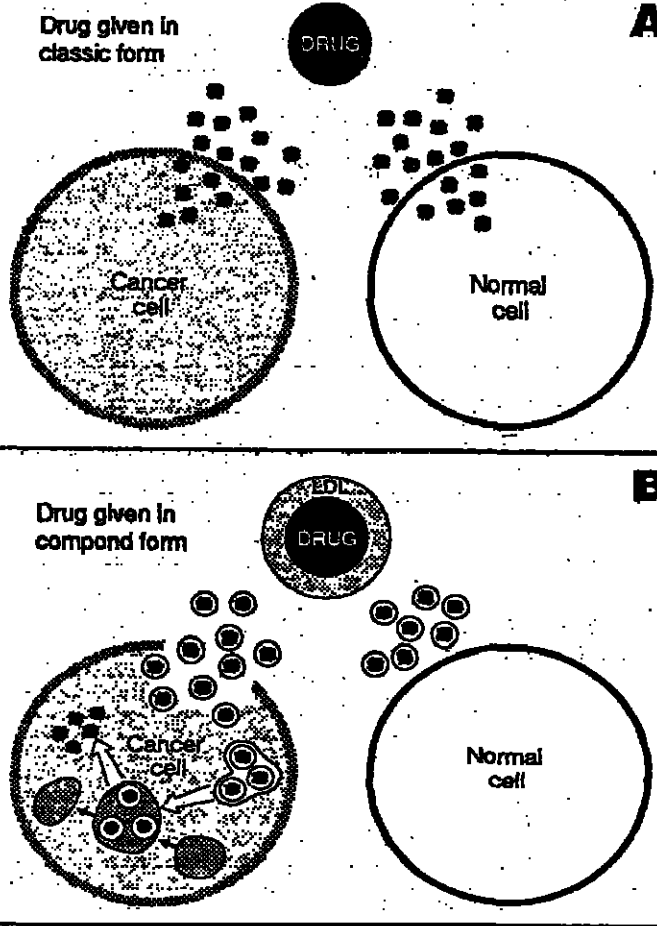 Drug given in
classic form
DRUG
A
Cancer
cell
Normal
cell
Drug given in
compond form
LDL
DRUG
B
Cancer
cell
Normal
cell